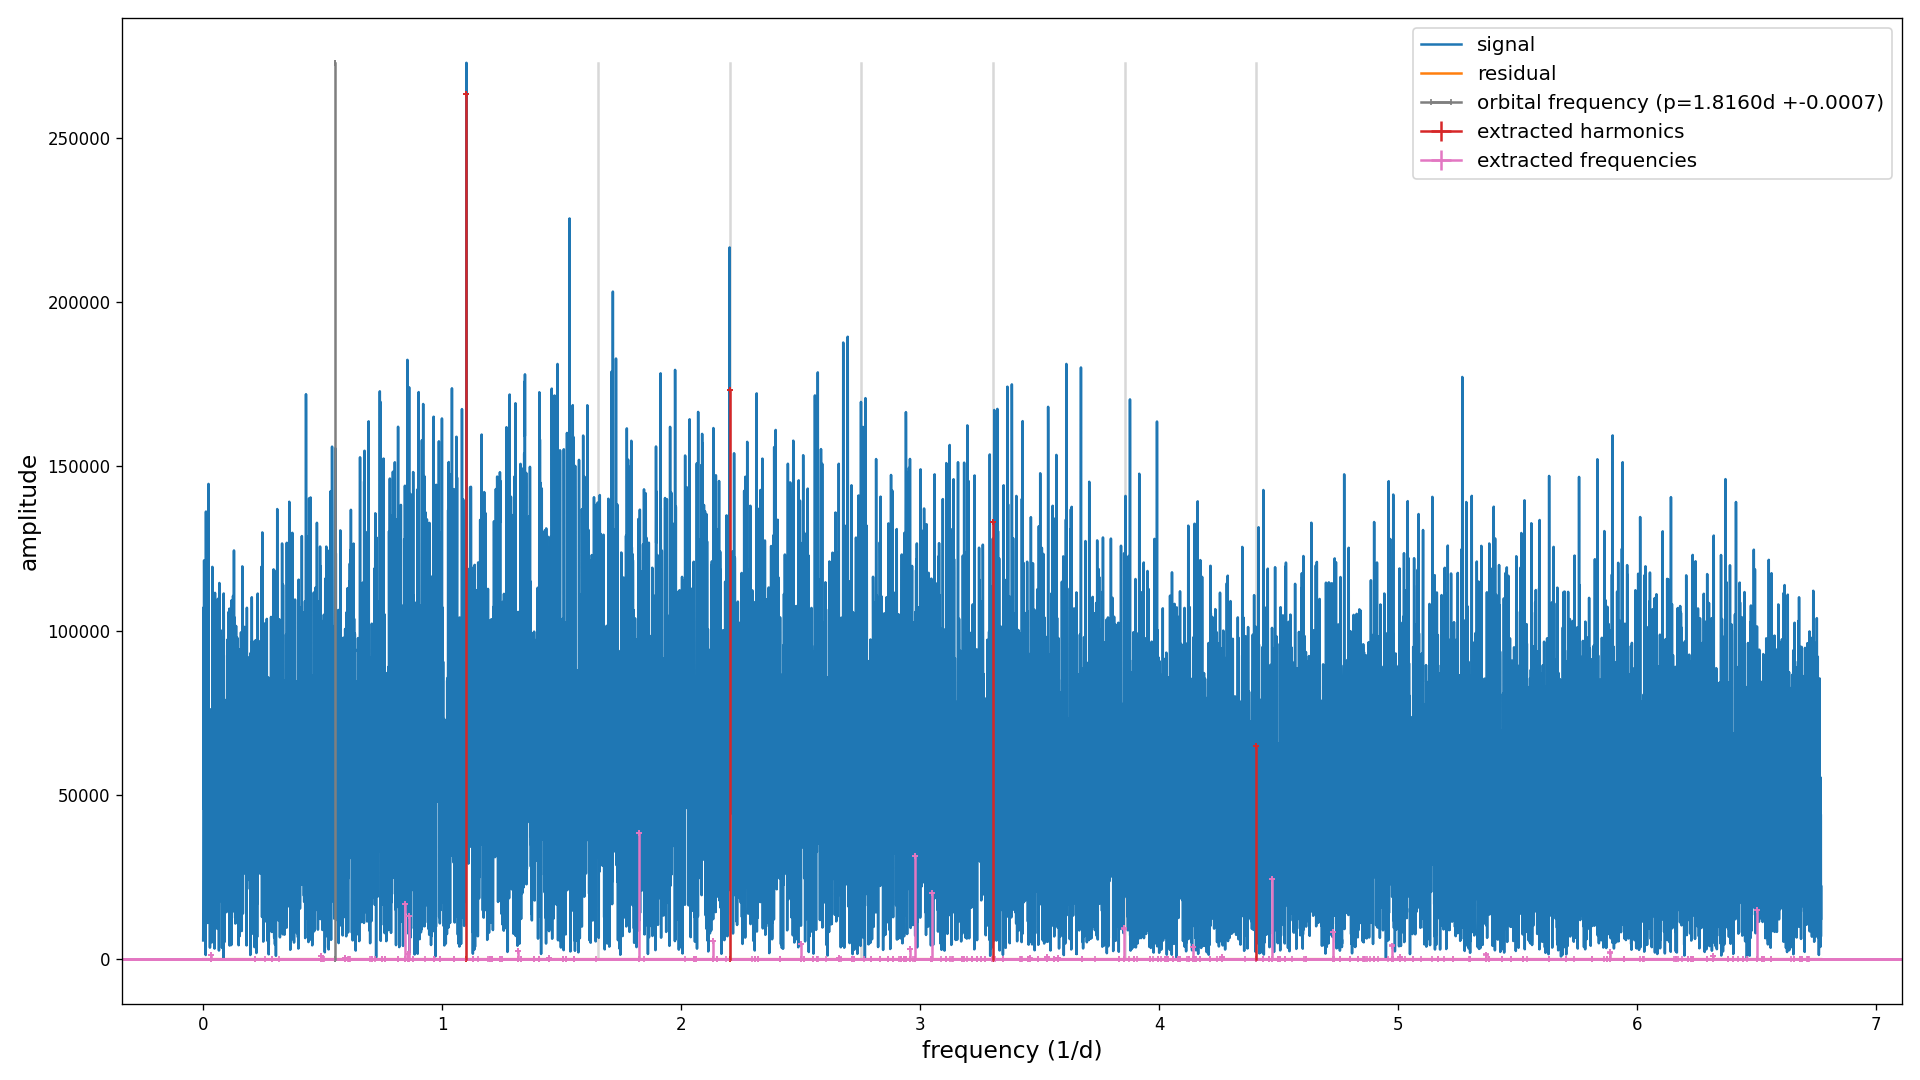 signal
residual
orbital frequency (p=1.8160d +-0.0007)
extracted harmonics
extracted frequencies
250000
200000
150000
100000
50000
0
amplitude
0 1 2 3 4 5 6 7
frequency (1/d)